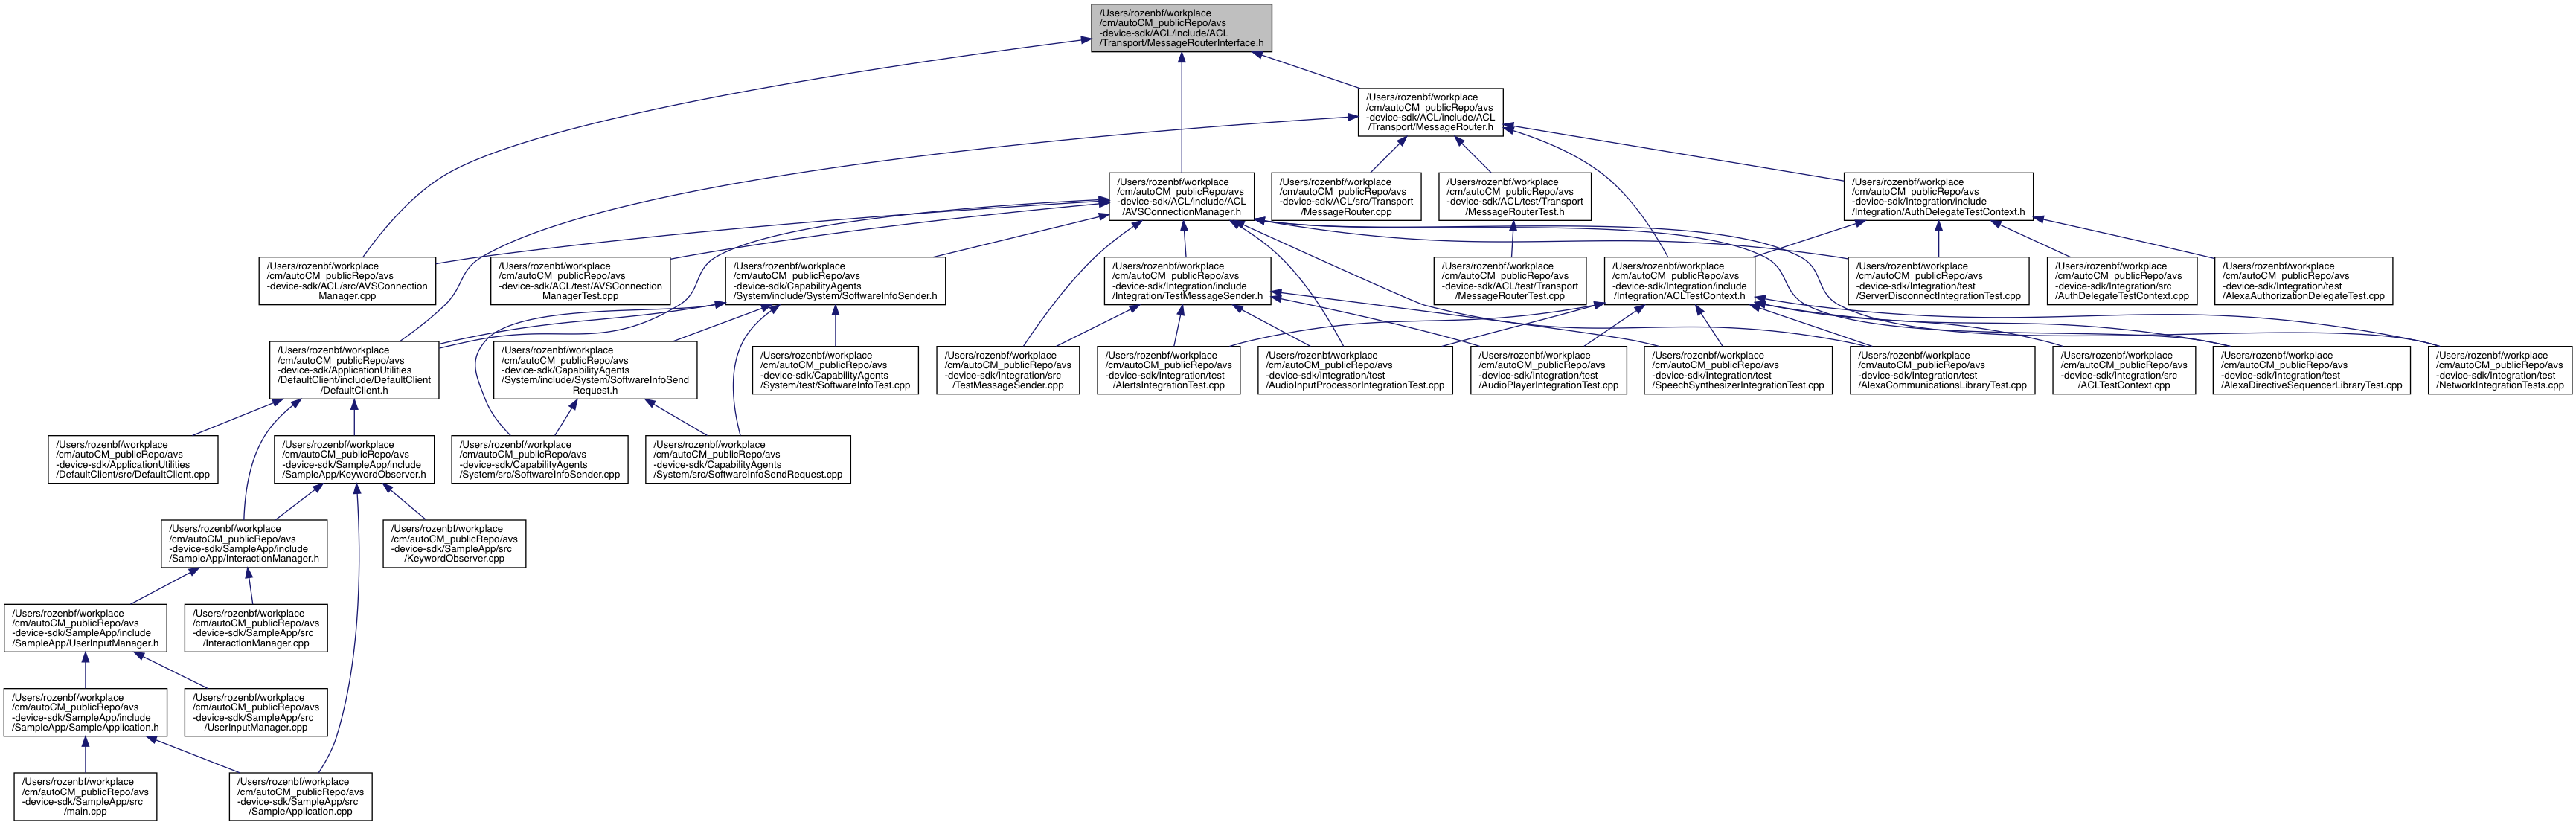 /Users/rozenbf/workplace
/cm/autoCM_publicRepo/avs
-device-sdk/ACL/include/ACL
/Transport/MessageRouterInterface.h
/Users/rozenbf/workplace
/cm/autoCM_publicRepo/avs
-device-sdk/ACL/include/ACL
/Transport/MessageRouter.h
/Users/rozenbf/workplace
/cm/autoCM_publicRepo/avs
-device-sdk/ACL/include/ACL
/AVSConnectionManager.h
/Users/rozenbf/workplace
/cm/autoCM_publicRepo/avs
-device-sdk/ACL/src/Transport
/MessageRouter.cpp
/Users/rozenbf/workplace
/cm/autoCM_publicRepo/avs
-device-sdk/ACL/test/Transport
/MessageRouterTest.h
/Users/rozenbf/workplace
/cm/autoCM_publicRepo/avs
-device-sdk/Integration/include
/Integration/AuthDelegateTestContext.h
/Users/rozenbf/workplace
/cm/autoCM_publicRepo/avs
-device-sdk/ACL/src/AVSConnection
Manager.cpp
/Users/rozenbf/workplace
/cm/autoCM_publicRepo/avs
-device-sdk/ACL/test/AVSConnection
ManagerTest.cpp
/Users/rozenbf/workplace
/cm/autoCM_publicRepo/avs
-device-sdk/CapabilityAgents
/System/include/System/SoftwareInfoSender.h
/Users/rozenbf/workplace
/cm/autoCM_publicRepo/avs
-device-sdk/Integration/include
/Integration/TestMessageSender.h
/Users/rozenbf/workplace
/cm/autoCM_publicRepo/avs
-device-sdk/ACL/test/Transport
/MessageRouterTest.cpp
/Users/rozenbf/workplace
/cm/autoCM_publicRepo/avs
-device-sdk/Integration/include
/Integration/ACLTestContext.h
/Users/rozenbf/workplace
/cm/autoCM_publicRepo/avs
-device-sdk/Integration/test
/ServerDisconnectIntegrationTest.cpp
/Users/rozenbf/workplace
/cm/autoCM_publicRepo/avs
-device-sdk/Integration/src
/AuthDelegateTestContext.cpp
/Users/rozenbf/workplace
/cm/autoCM_publicRepo/avs
-device-sdk/Integration/test
/AlexaAuthorizationDelegateTest.cpp
/Users/rozenbf/workplace
/cm/autoCM_publicRepo/avs
-device-sdk/ApplicationUtilities
/DefaultClient/include/DefaultClient
/DefaultClient.h
/Users/rozenbf/workplace
/cm/autoCM_publicRepo/avs
-device-sdk/CapabilityAgents
/System/include/System/SoftwareInfoSend
Request.h
/Users/rozenbf/workplace
/cm/autoCM_publicRepo/avs
-device-sdk/CapabilityAgents
/System/test/SoftwareInfoTest.cpp
/Users/rozenbf/workplace
/cm/autoCM_publicRepo/avs
-device-sdk/Integration/src
/TestMessageSender.cpp
/Users/rozenbf/workplace
/cm/autoCM_publicRepo/avs
-device-sdk/Integration/test
/AlertsIntegrationTest.cpp
/Users/rozenbf/workplace
/cm/autoCM_publicRepo/avs
-device-sdk/Integration/test
/AudioInputProcessorIntegrationTest.cpp
/Users/rozenbf/workplace
/cm/autoCM_publicRepo/avs
-device-sdk/Integration/test
/AudioPlayerIntegrationTest.cpp
/Users/rozenbf/workplace
/cm/autoCM_publicRepo/avs
-device-sdk/Integration/test
/SpeechSynthesizerIntegrationTest.cpp
/Users/rozenbf/workplace
/cm/autoCM_publicRepo/avs
-device-sdk/Integration/test
/AlexaCommunicationsLibraryTest.cpp
/Users/rozenbf/workplace
/cm/autoCM_publicRepo/avs
-device-sdk/Integration/src
/ACLTestContext.cpp
/Users/rozenbf/workplace
/cm/autoCM_publicRepo/avs
-device-sdk/Integration/test
/AlexaDirectiveSequencerLibraryTest.cpp
/Users/rozenbf/workplace
/cm/autoCM_publicRepo/avs
-device-sdk/Integration/test
/NetworkIntegrationTests.cpp
/Users/rozenbf/workplace
/cm/autoCM_publicRepo/avs
-device-sdk/ApplicationUtilities
/DefaultClient/src/DefaultClient.cpp
/Users/rozenbf/workplace
/cm/autoCM_publicRepo/avs
-device-sdk/SampleApp/include
/SampleApp/KeywordObserver.h
/Users/rozenbf/workplace
/cm/autoCM_publicRepo/avs
-device-sdk/CapabilityAgents
/System/src/SoftwareInfoSender.cpp
/Users/rozenbf/workplace
/cm/autoCM_publicRepo/avs
-device-sdk/CapabilityAgents
/System/src/SoftwareInfoSendRequest.cpp
/Users/rozenbf/workplace
/cm/autoCM_publicRepo/avs
-device-sdk/SampleApp/include
/SampleApp/InteractionManager.h
/Users/rozenbf/workplace
/cm/autoCM_publicRepo/avs
-device-sdk/SampleApp/src
/KeywordObserver.cpp
/Users/rozenbf/workplace
/cm/autoCM_publicRepo/avs
-device-sdk/SampleApp/include
/SampleApp/UserInputManager.h
/Users/rozenbf/workplace
/cm/autoCM_publicRepo/avs
-device-sdk/SampleApp/src
/InteractionManager.cpp
/Users/rozenbf/workplace
/cm/autoCM_publicRepo/avs
-device-sdk/SampleApp/include
/SampleApp/SampleApplication.h
/Users/rozenbf/workplace
/cm/autoCM_publicRepo/avs
-device-sdk/SampleApp/src
/UserInputManager.cpp
/Users/rozenbf/workplace
/cm/autoCM_publicRepo/avs
-device-sdk/SampleApp/src
/main.cpp
/Users/rozenbf/workplace
/cm/autoCM_publicRepo/avs
-device-sdk/SampleApp/src
/SampleApplication.cpp